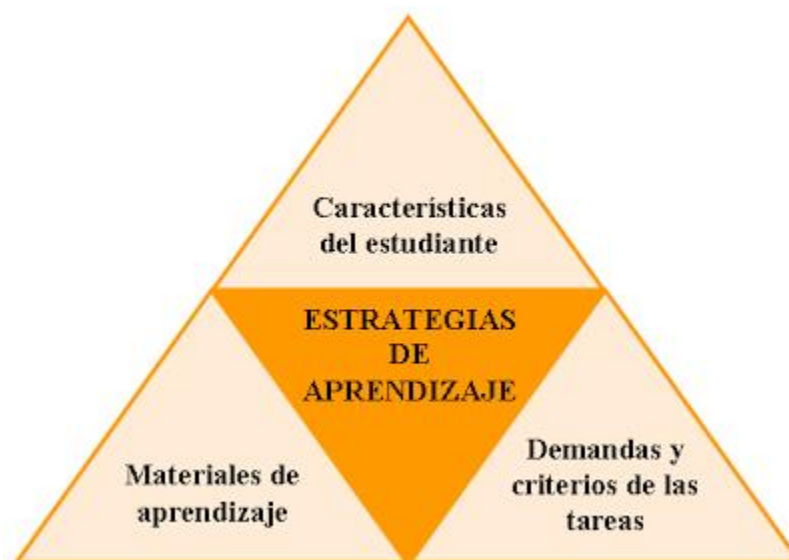 Características
del estudiante
ESTRATEGIAS
DE
APRENDIZAJE
Materiales de
aprendizaje
Demandas y
criterios de las
tareas